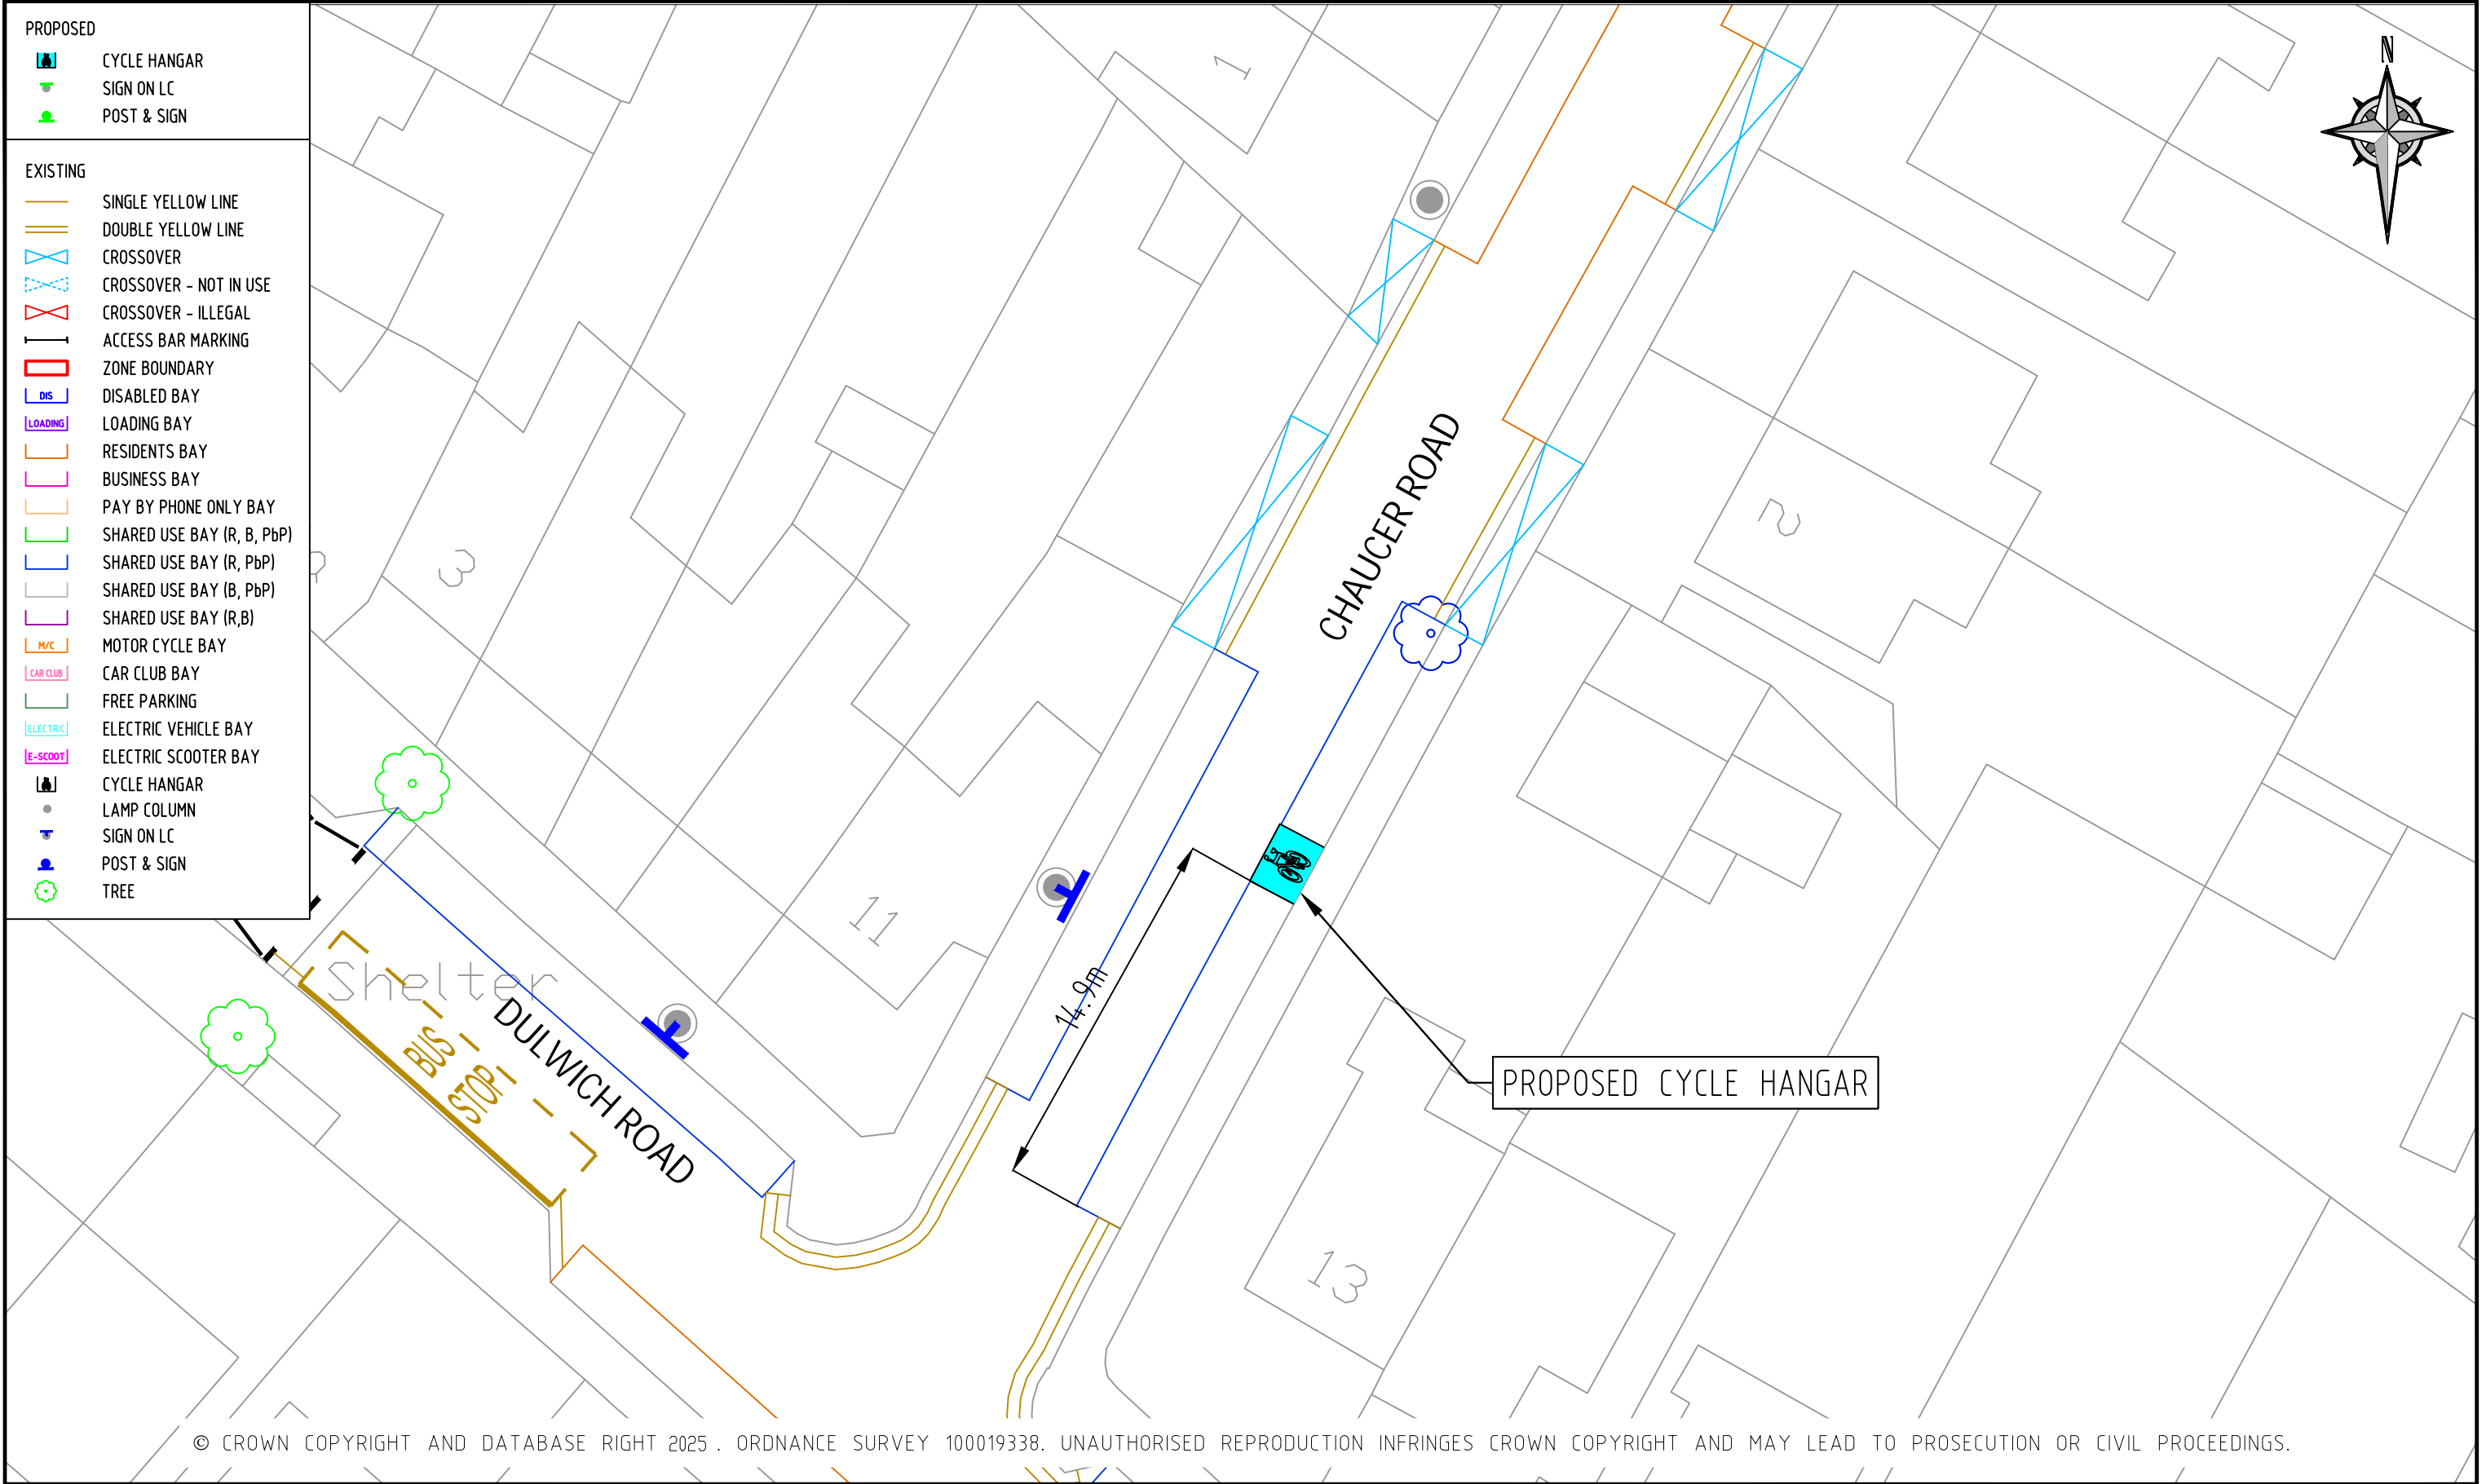 PROPOSED
CYCLE HANGAR
SIGN ON LC
POST & SIGN
EXISTING
SINGLE YELLOW LINE
DOUBLE YELLOW LINE
CROSSOVER
CROSSOVER - NOT IN USE
CROSSOVER - ILLEGAL
ACCESS BAR MARKING
ZONE BOUNDARY
DIS DISABLED BAY
LOADING LOADING BAY
RESIDENTS BAY
BUSINESS BAY
PAY BY PHONE ONLY BAY
SHARED USE BAY (R, B, PbP)
SHARED USE BAY (R, PbP)
SHARED USE BAY (B, PbP)
SHARED USE BAY (R,B)
M/C MOTOR CYCLE BAY
CAR CLUB CAR CLUB BAY
FREE PARKING
ELECTRIC ELECTRIC VEHICLE BAY
E-SCOOT ELECTRIC SCOOTER BAY
CYCLE HANGAR
LAMP COLUMN
SIGN ON LC
POST & SIGN
TREE
N
1
2
3
11
13
CHAUCER ROAD
14.9m
Shelter
BUS
STOP
DULWICH ROAD
PROPOSED CYCLE HANGAR
© CROWN COPYRIGHT AND DATABASE RIGHT 2025 . ORDNANCE SURVEY 100019338. UNAUTHORISED REPRODUCTION INFRINGES CROWN COPYRIGHT AND MAY LEAD TO PROSECUTION OR CIVIL PROCEEDINGS.